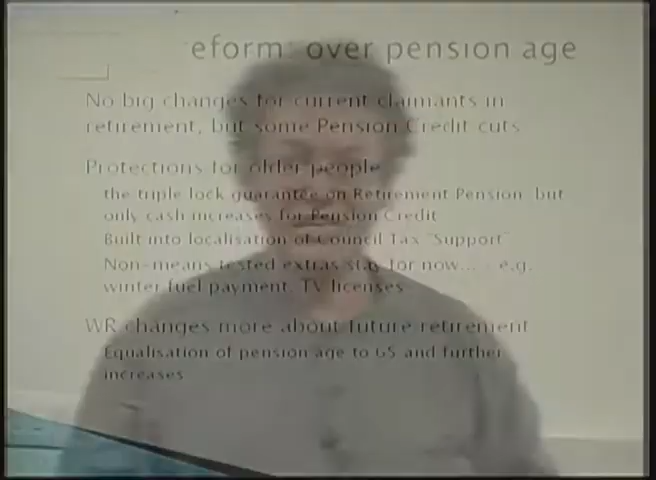 eform: over pension age
No big changes for current claimants in
retirement, but some Pension Credit cuts
Protections for older people
the triple lock guarantee on Retirement Pension but
only cash increases for Pension Credit
Built into localisation of Council Tax "Support"
Non-means tested extras stay for now... - e.g.
winter fuel payment, TV licenses
WR changes more about future retirement
Equalisation of pension age to 65 and further
increases